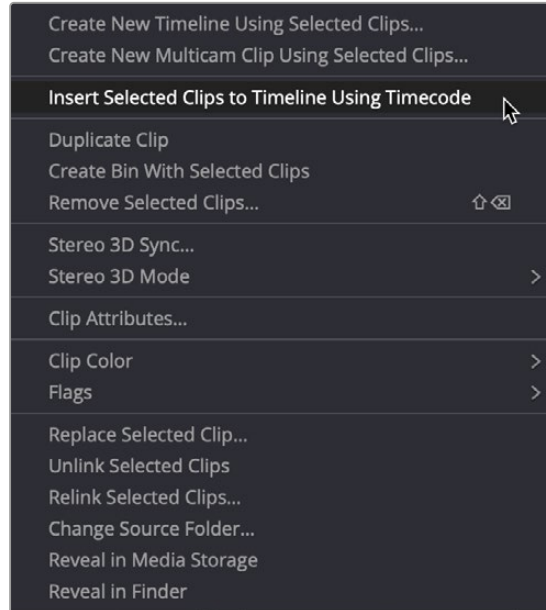 Create New Timeline Using Selected Clips...
Create New Multicam Clip Using Selected Clips...
Insert Selected Clips to Timeline Using Timecode
Duplicate Clip
Create Bin With Selected Clips
Remove Selected Clips...
Stereo 3D Sync...
Stereo 3D Mode
Clip Attributes...
Clip Color
Flags
Replace Selected Clip...
Unlink Selected Clips
Relink Selected Clips...
Change Source Folder...
Reveal in Media Storage
Reveal in Finder